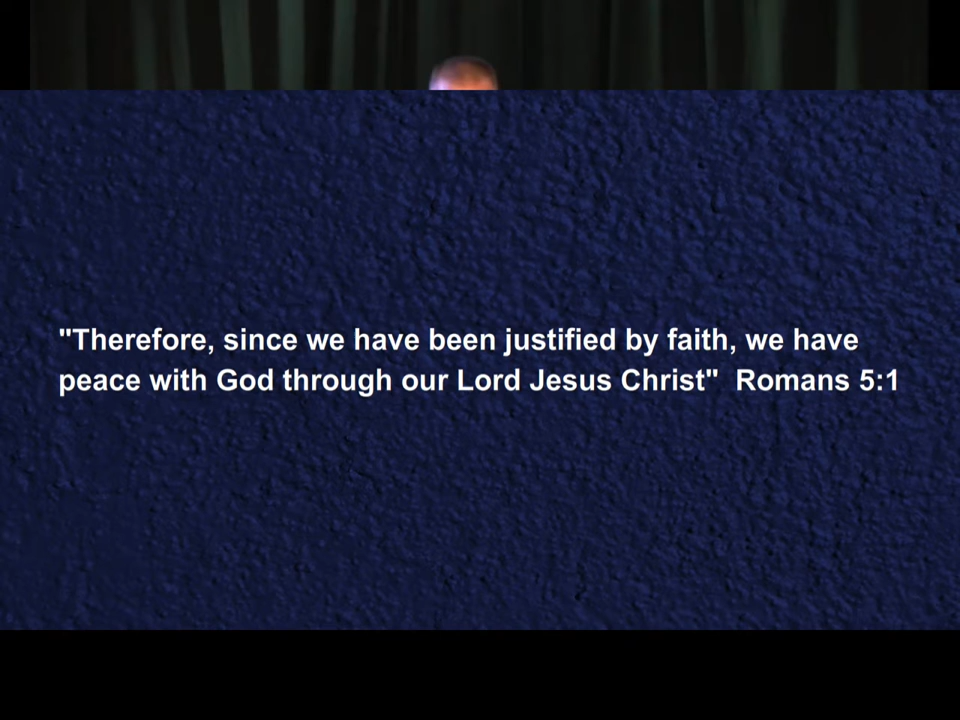 "Therefore, since we have been justified by faith, we have
peace with God through our Lord Jesus Christ"  Romans 5:1